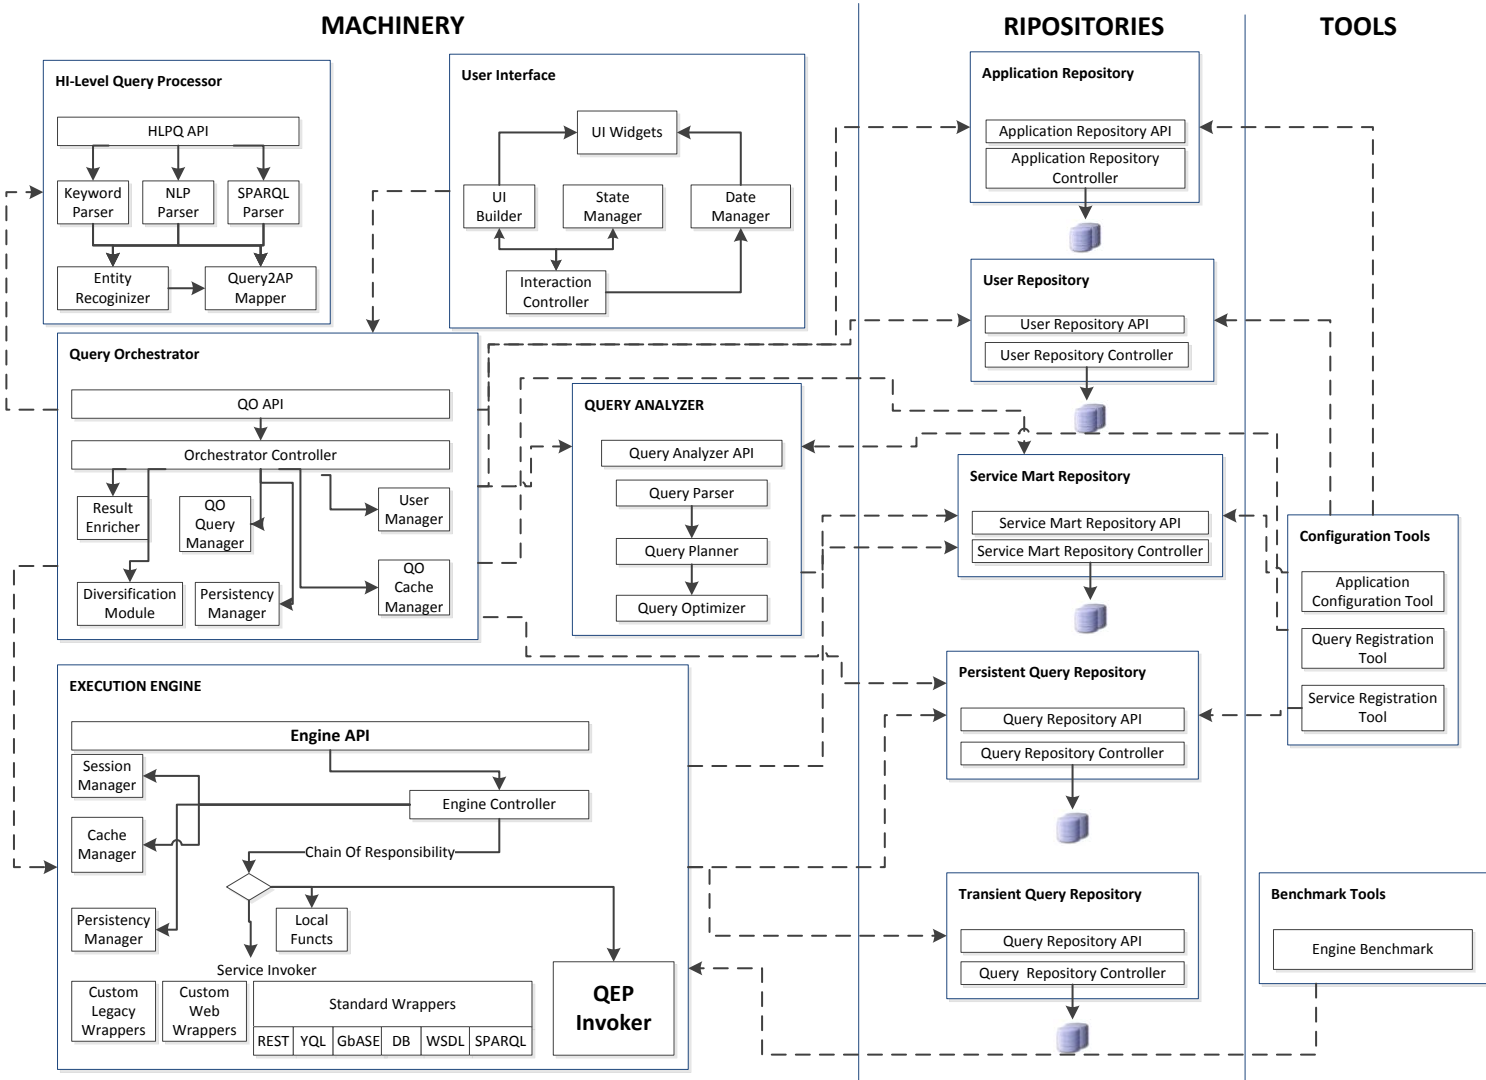 MACHINERY
RIPOSITORIES
TOOLS
HI-Level Query Processor
HLPQ API
Keyword
Parser
NLP
Parser
SPARQL
Parser
Entity
Recoginizer
Query2AP
Mapper
User Interface
UI Widgets
UI
Builder
State
Manager
Date
Manager
Interaction
Controller
Query Orchestrator
QO API
Orchestrator Controller
Result
Enricher
QO
Query
Manager
User
Manager
Diversification
Module
Persistency
Manager
QO
Cache
Manager
QUERY ANALYZER
Query Analyzer API
Query Parser
Query Planner
Query Optimizer
EXECUTION ENGINE
Engine API
Session
Manager
Engine Controller
Cache
Manager
Chain Of Responsibility
Persistency
Manager
Local
Functs
Service Invoker
Custom
Legacy
Wrappers
Custom
Web
Wrappers
Standard Wrappers
REST
YQL
GbASE
DB
WSDL
SPARQL
QEP
Invoker
Application Repository
Application Repository API
Application Repository
Controller
User Repository
User Repository API
User Repository Controller
Service Mart Repository
Service Mart Repository API
Service Mart Repository Controller
Persistent Query Repository
Query Repository API
Query Repository Controller
Transient Query Repository
Query Repository API
Query Repository Controller
Configuration Tools
Application
Configuration Tool
Query Registration
Tool
Service Registration
Tool
Benchmark Tools
Engine Benchmark